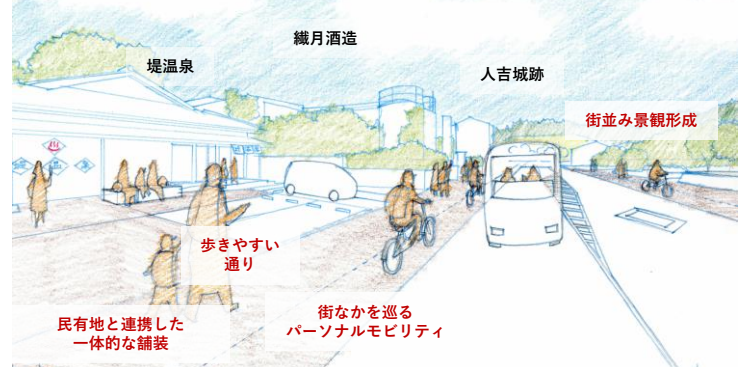 繊月酒造
堤温泉
人吉城跡
街並み景観形成
歩きやすい
通り
街なかを巡る
パーソナルモビリティ
民有地と連携した
一体的な舗装